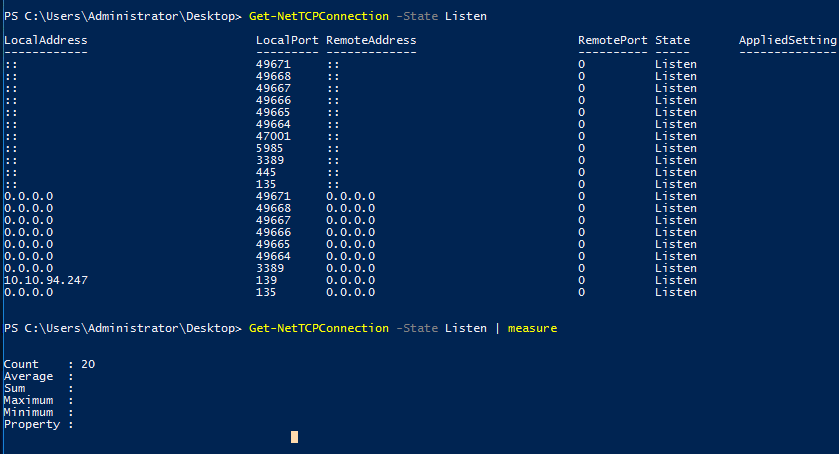 PS C:\Users\Administrator\Desktop> Get-NetTCPConnection -State Listen
LocalAddress LocalPort RemoteAddress RemotePort State AppliedSetting
------------ --------- ------------- ---------- ----- --------------
:: 49671 :: 0 Listen
:: 49668 :: 0 Listen
:: 49667 :: 0 Listen
:: 49666 :: 0 Listen
:: 49665 :: 0 Listen
:: 49664 :: 0 Listen
:: 47001 :: 0 Listen
:: 5985 :: 0 Listen
:: 3389 :: 0 Listen
:: 445 :: 0 Listen
:: 135 :: 0 Listen
0.0.0.0 49671 0.0.0.0 0 Listen
0.0.0.0 49668 0.0.0.0 0 Listen
0.0.0.0 49667 0.0.0.0 0 Listen
0.0.0.0 49666 0.0.0.0 0 Listen
0.0.0.0 49665 0.0.0.0 0 Listen
0.0.0.0 49664 0.0.0.0 0 Listen
0.0.0.0 3389 0.0.0.0 0 Listen
10.10.94.247 139 0.0.0.0 0 Listen
0.0.0.0 135 0.0.0.0 0 Listen
PS C:\Users\Administrator\Desktop> Get-NetTCPConnection -State Listen | measure
Count : 20
Average :
Sum :
Maximum :
Minimum :
Property :